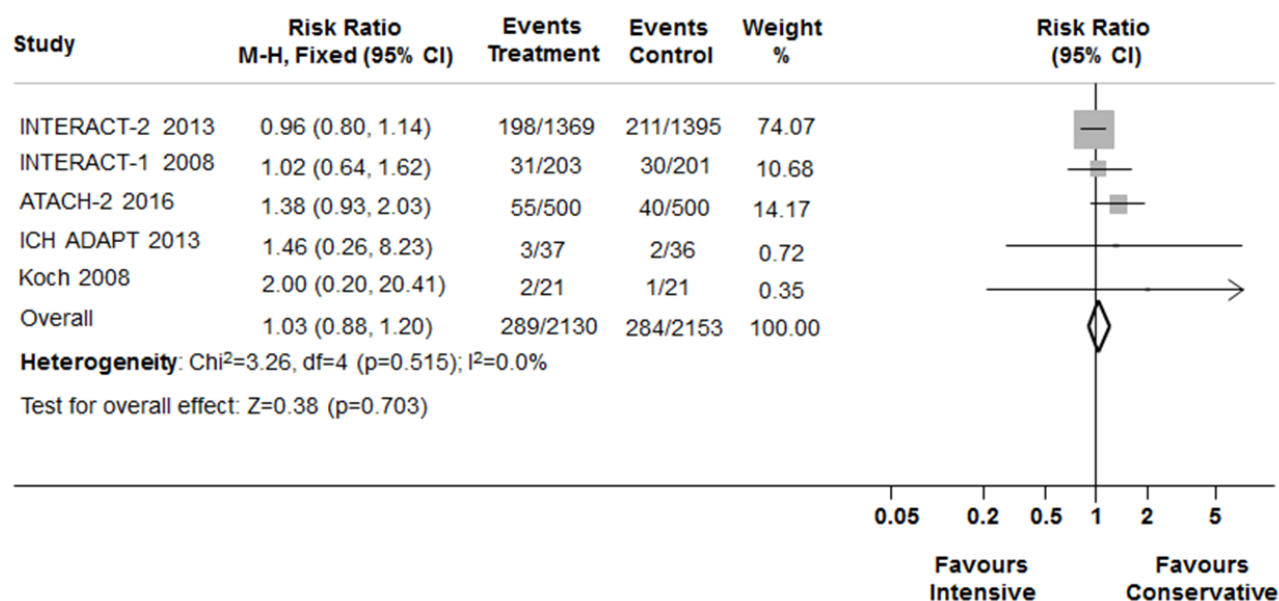 Study Risk Ratio M-H, Fixed (95% CI) Events Treatment Events Control Weight % Risk Ratio (95% CI)
INTERACT-2 2013 0.96 (0.80, 1.14) 198/1369 211/1395 74.07
INTERACT-1 2008 1.02 (0.64, 1.62) 31/203 30/201 10.68
ATACH-2 2016 1.38 (0.93, 2.03) 55/500 40/500 14.17
ICH ADAPT 2013 1.46 (0.26, 8.23) 3/37 2/36 0.72
Koch 2008 2.00 (0.20, 20.41) 2/21 1/21 0.35
Overall 1.03 (0.88, 1.20) 289/2130 284/2153 100.00
Heterogeneity: Chi²=3.26, df=4 (p=0.515); I²=0.0%
Test for overall effect: Z=0.38 (p=0.703)
0.05 0.2 0.5 1 2 5
Favours Intensive Favours Conservative